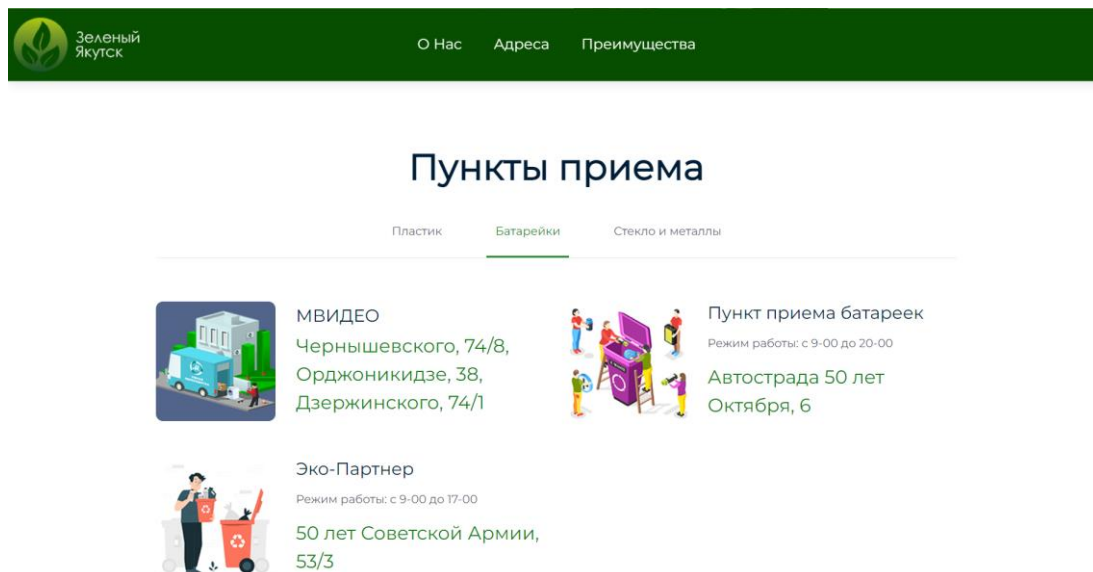 Зеленый
Якутск
О Нас Адреса Преимущества
Пункты приема
Пластик Батарейки Стекло и металлы
МВИДЕО
Чернышевского, 74/8,
Орджоникидзе, 38,
Дзержинского, 74/1
Пункт приема батареек
Режим работы: с 9-00 до 20-00
Автострада 50 лет
Октября, 6
Эко-Партнер
Режим работы: с 9-00 до 17-00
50 лет Советской Армии,
53/3